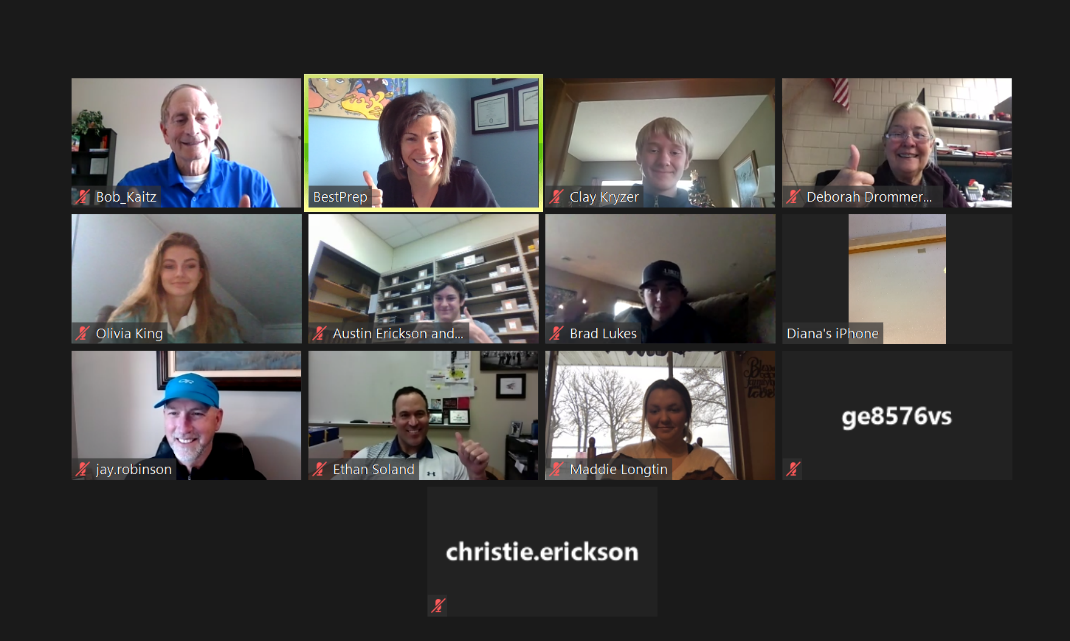 Bob_Kaitz
BestPrep
Clay Kryzer
Deborah Drommer...
Olivia King
Austin Erickson and...
Brad Lukes
Diana's iPhone
jay.robinson
Ethan Soland
Maddie Longtin
ge8576vs
christie.erickson